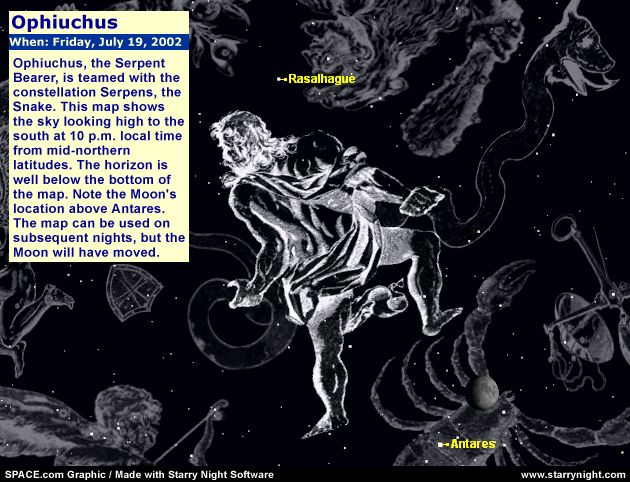 Ophiuchus
When: Friday, July 19, 2002
Ophiuchus, the Serpent
Bearer, is teamed with the
constellation Serpens, the
Snake. This map shows
the sky looking high to the
south at 10 p.m. local time
from mid-northern
latitudes. The horizon is
well below the bottom of
the map. Note the Moon's
location above Antares.
The map can be used on
subsequent nights, but the
Moon will have moved.
Rasalhague
Antares
SPACE.com Graphic / Made with Starry Night Software
www.starrynight.com